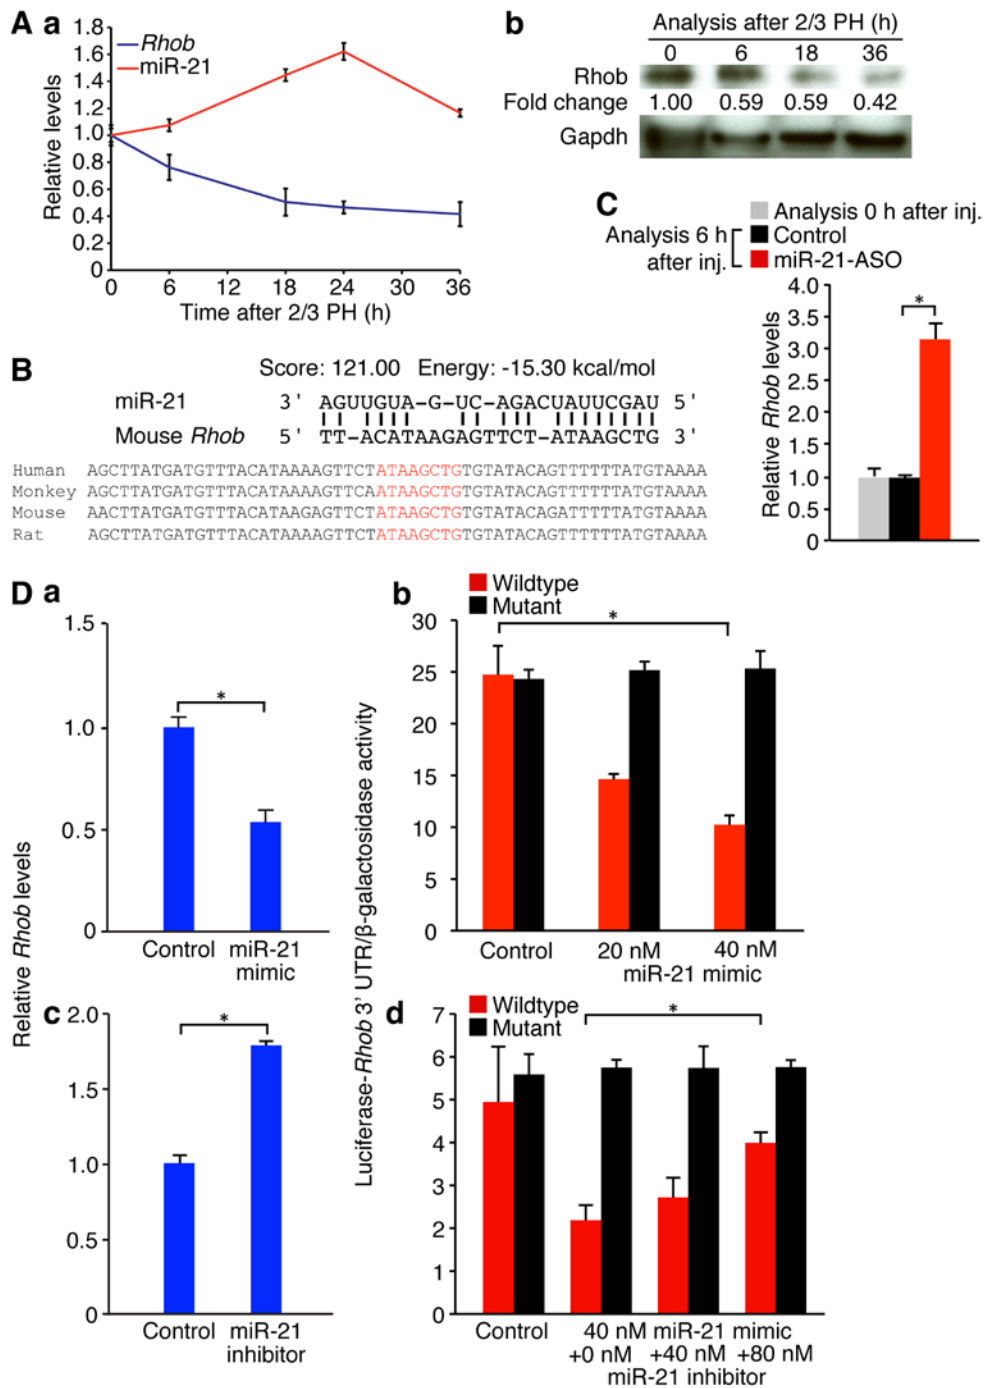 A a
1.8
1.6
1.4
1.2
1.0
0.8
0.6
0.4
0.2
0
Relative levels
Rhob
miR-21
0 6 12 18 24 30 36
Time after 2/3 PH (h)
b
Analysis after 2/3 PH (h)
0 6 18 36
Rhob
Fold change 1.00 0.59 0.59 0.42
Gapdh
C
Analysis 0 h after inj.
Analysis 6 h after inj.
Control
miR-21-ASO
Relative Rhob levels
4.0
3.5
3.0
2.5
2.0
1.5
1.0
0.5
0
*
B
Score: 121.00 Energy: -15.30 kcal/mol
miR-21 3' AGUUGUA-G-UC-AGACUAUUCGAU 5'
Mouse Rhob 5' TT-ACATAAGAGTTCT-ATAAGCTG 3'
Human AGCTTATGATGTTTACATAAAAGTTCTATAAGCTGTGTATACAGTTTTTTATGTAAAA
Monkey AGCTTATGATGTTTACATAAAAGTTCAATAAGCTGTGTATACAGTTTTTTATGTAAAA
Mouse AACTTATGATGTTTACATAAGAGTTCTATAAGCTGTGTATACAGTTTTTTATGTAAAA
Rat AGCTTATGATGTTTACATAAAAGTTCTATAAGCTGTGTATACAGTTTTTTATGTAAAA
D a
Relative Rhob levels
1.5
1.0
0.5
0
*
Control
miR-21 mimic
b
Wildtype
Mutant
Luciferase-Rhob 3' UTR/β-galactosidase activity
30
25
20
15
10
5
0
*
Control 20 nM 40 nM
miR-21 mimic
c
2.0
1.5
1.0
0.5
0
*
Control
miR-21 inhibitor
d
Wildtype
Mutant
7
6
5
4
3
2
1
0
*
Control 40 nM miR-21 mimic
+0 nM +40 nM +80 nM
miR-21 inhibitor